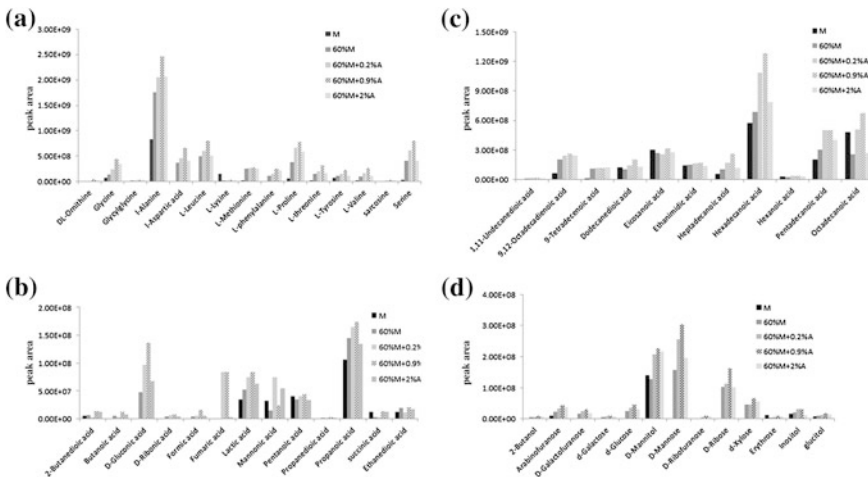 (a)
3.00E+09
2.50E+09
2.00E+09
1.50E+09
1.00E+09
5.00E+08
0.00E+00
peak area
M
60%M
60%M+0.2%A
60%M+0.9%A
60%M+2%A
DL-Ornithine
Glycine
Glycyglycine
l-Alanine
l-Aspartic acid
L-Leucine
L-Lysine
L-Methionine
L-phenylalanine
L-Proline
L-threonine
L-Tyrosine
L-Valine
sarcosine
Serine
(c)
1.50E+09
1.20E+09
9.00E+08
6.00E+08
3.00E+08
0.00E+00
peak area
M
60%M
60%M+0.2%A
60%M+0.9%A
60%M+2%A
1,11-Undecanedioic acid
9,12-Octadecadienoic acid
9-Tetradecenoic acid
Dodecanedioic acid
Eicosanoic acid
Ethanimidic acid
Heptadecanoic acid
Hexadecanoic acid
Hexanoic acid
Pentadecanoic acid
Octadecanoic acid
(b)
2.00E+08
1.50E+08
1.00E+08
5.00E+07
0.00E+00
peak area
M
60%M
60%M+0.2%
60%M+0.9%
60%M+2%A
2-Butanedioic acid
Butanoic acid
D-Gluconic acid
D-Ribonic acid
Formic acid
Fumaric acid
Lactic acid
Mannonic acid
Pentanoic acid
Propanedioic acid
Propanoic acid
succinic acid
Ethanedioic acid
(d)
4.00E+08
3.00E+08
2.00E+08
1.00E+08
0.00E+00
peak area
M
60%M
60%M+0.2%A
60%M+0.9%A
60%M+2%A
2-Butanol
Arabinofuranose
D-Galactofuranose
d-Galactose
d-Glucose
D-Mannitol
D-Mannose
D-Ribofuranose
D-Ribose
d-Xylose
Erythrose
Inositol
glucitol